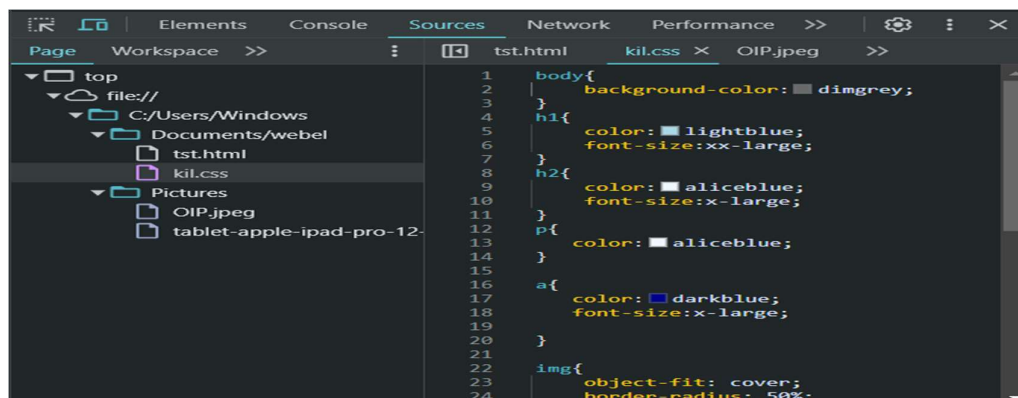 Elements Console Sources Network Performance >>
Page Workspace >> tst.html kil.css × OIP.jpeg >>
top
file://
C:/Users/Windows
Documents/webel
tst.html
kil.css
Pictures
OIP.jpeg
tablet-apple-ipad-pro-12-
1 body{
2 background-color: dimgrey;
3 }
4 h1{
5 color: lightblue;
6 font-size:xx-large;
7 }
8 h2{
9 color: aliceblue;
10 font-size:x-large;
11 }
12 p{
13 color: aliceblue;
14 }
15
16 a{
17 color: darkblue;
18 font-size:x-large;
19
20 }
21
22 img{
23 object-fit: cover;
24 border-radius: 50%;